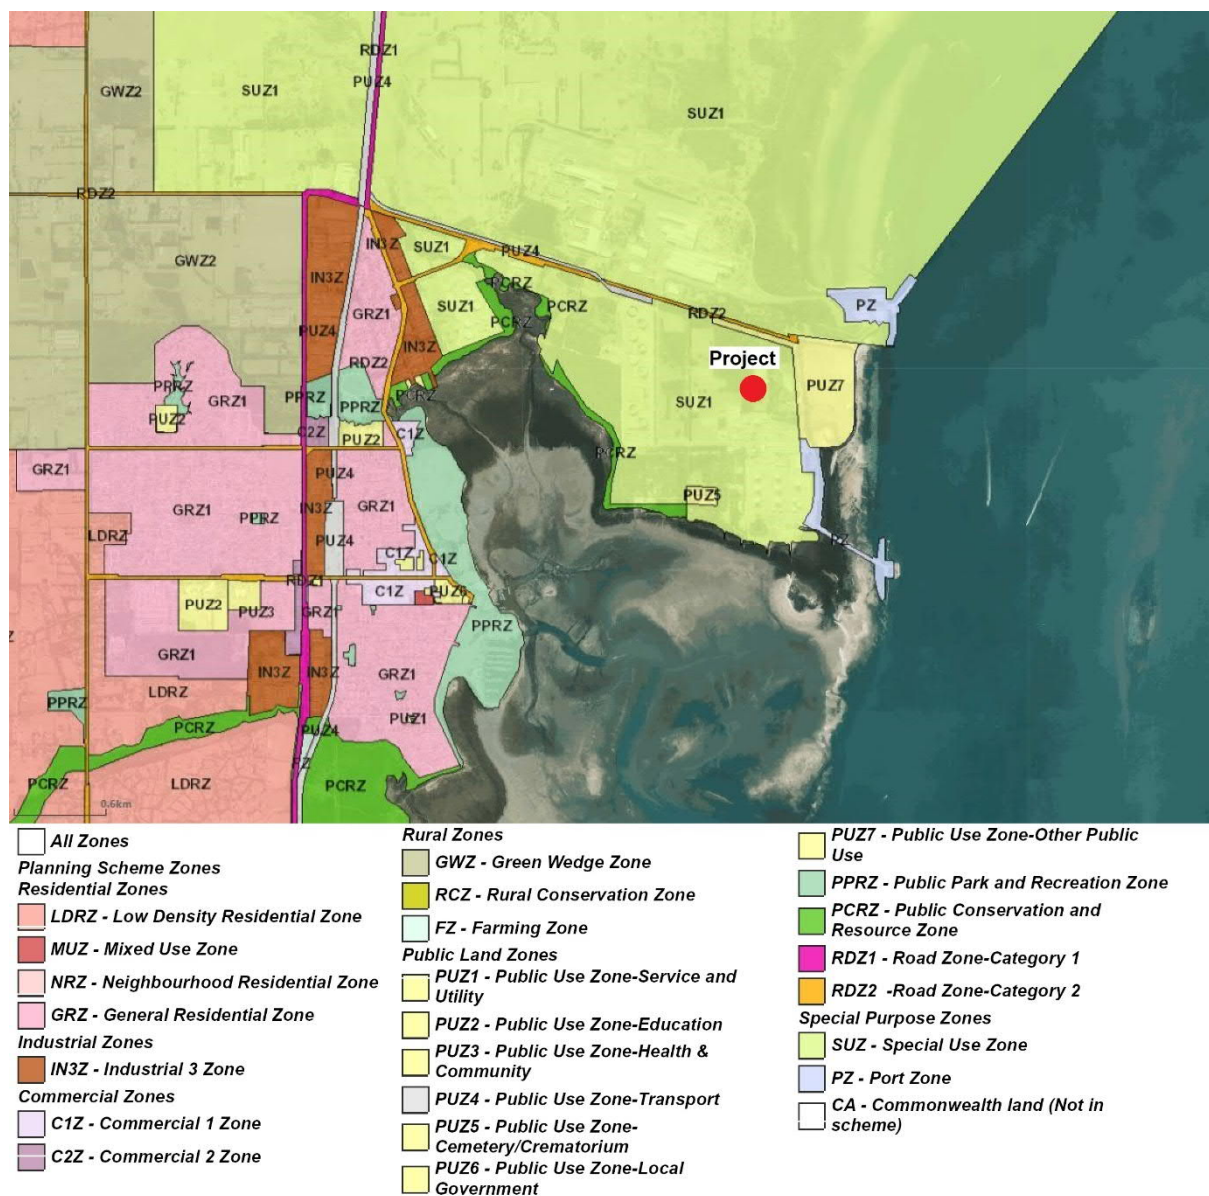 RDZ1
PUZ4
GWZ2
SUZ1
SUZ1
RDZ2
IN3Z
SUZ1
PUZ4
GWZ2
IN3Z
PCRZ
SUZ1
PCRZ
PZ
GRZ1
PCRZ
RDZ2
PUZ4
IN3Z
Project
RDZ2
PPRZ
GRZ1
PPRZ
PCRZ
SUZ1
PUZ7
PPRZ
PUZ2
C2Z
PUZ2
C1Z
PCRZ
GRZ1
PUZ4
PUZ5
GRZ1
IN3Z
GRZ1
PPRZ
LDRZ
PUZ4
PZ
C1Z
C1Z
RDZ1
C1Z
PUZ6
PUZ2
PUZ3
GRZ1
PPRZ
GRZ1
IN3Z
IN3Z
GRZ1
LDRZ
PPRZ
PUZ1
PCRZ
PUZ4
PCRZ
LDRZ
PCRZ
0.6km
All Zones
Planning Scheme Zones
Residential Zones
LDRZ - Low Density Residential Zone
MUZ - Mixed Use Zone
NRZ - Neighbourhood Residential Zone
GRZ - General Residential Zone
Industrial Zones
IN3Z - Industrial 3 Zone
Commercial Zones
C1Z - Commercial 1 Zone
C2Z - Commercial 2 Zone
Rural Zones
GWZ - Green Wedge Zone
RCZ - Rural Conservation Zone
FZ - Farming Zone
Public Land Zones
PUZ1 - Public Use Zone-Service and
Utility
PUZ2 - Public Use Zone-Education
PUZ3 - Public Use Zone-Health &
Community
PUZ4 - Public Use Zone-Transport
PUZ5 - Public Use Zone-
Cemetery/Crematorium
PUZ6 - Public Use Zone-Local
Government
PUZ7 - Public Use Zone-Other Public
Use
PPRZ - Public Park and Recreation Zone
PCRZ - Public Conservation and
Resource Zone
RDZ1 - Road Zone-Category 1
RDZ2 -Road Zone-Category 2
Special Purpose Zones
SUZ - Special Use Zone
PZ - Port Zone
CA - Commonwealth land (Not in
scheme)